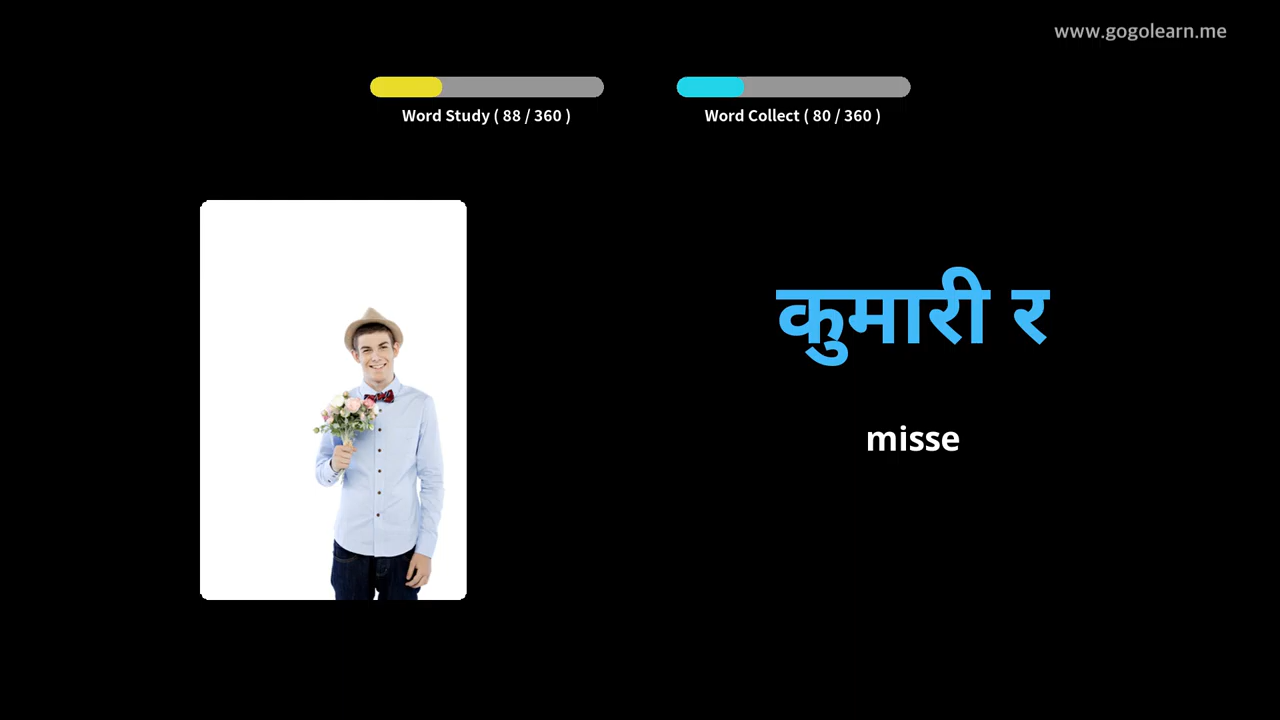 www.gogolearn.me
Word Study ( 88 / 360 )
Word Collect ( 80 / 360 )
कुमारी र
misse